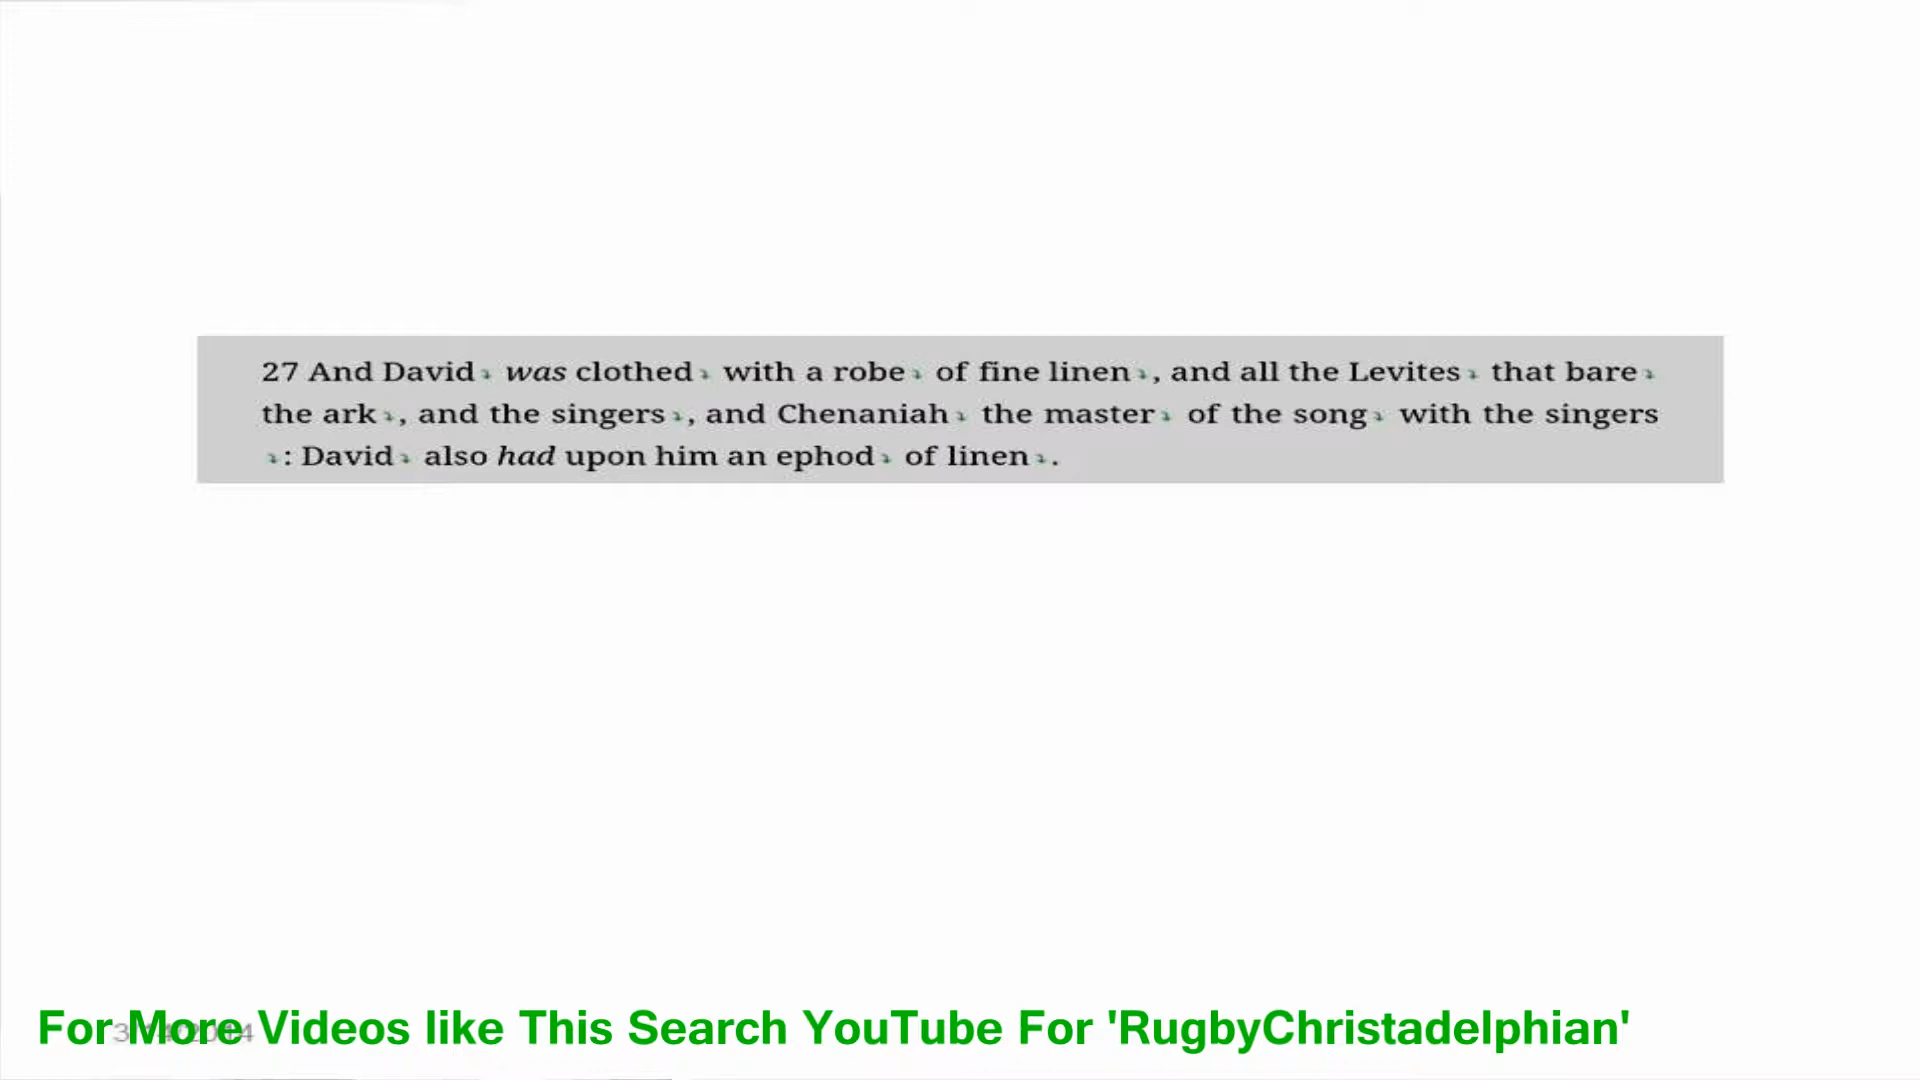 27 And David was clothed with a robe of fine linen, and all the Levites that bare
the ark, and the singers, and Chenaniah the master of the song with the singers
: David also had upon him an ephod of linen.
For More Videos like This Search YouTube For 'RugbyChristadelphian'